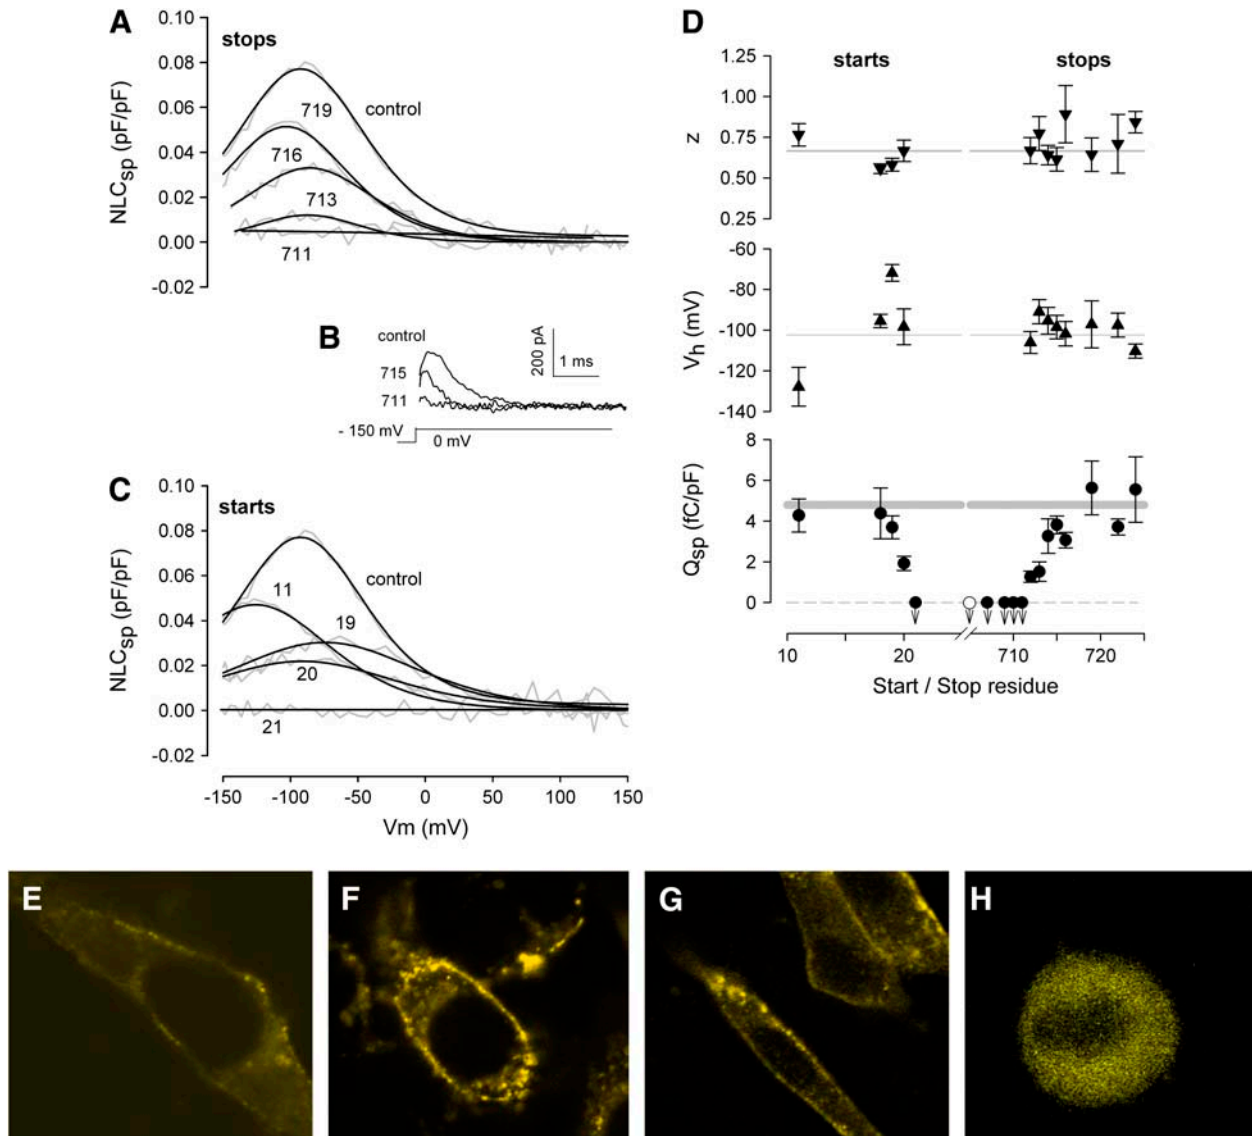 A
stops
0.10
0.08
0.06
0.04
0.02
0.00
-0.02
NLCsp (pF/pF)
719
control
716
713
711
B
control
715
711
200 pA
1 ms
- 150 mV
0 mV
C
starts
0.10
0.08
0.06
0.04
0.02
0.00
-0.02
NLCsp (pF/pF)
control
11
19
20
21
-150 -100 -50 0 50 100 150
Vm (mV)
D
starts stops
1.25
1.00
0.75
0.50
0.25
z
-60
-80
-100
-120
-140
Vh (mV)
8
6
4
2
0
Qsp (fC/pF)
10 20 710 720
Start / Stop residue
E
F
G
H